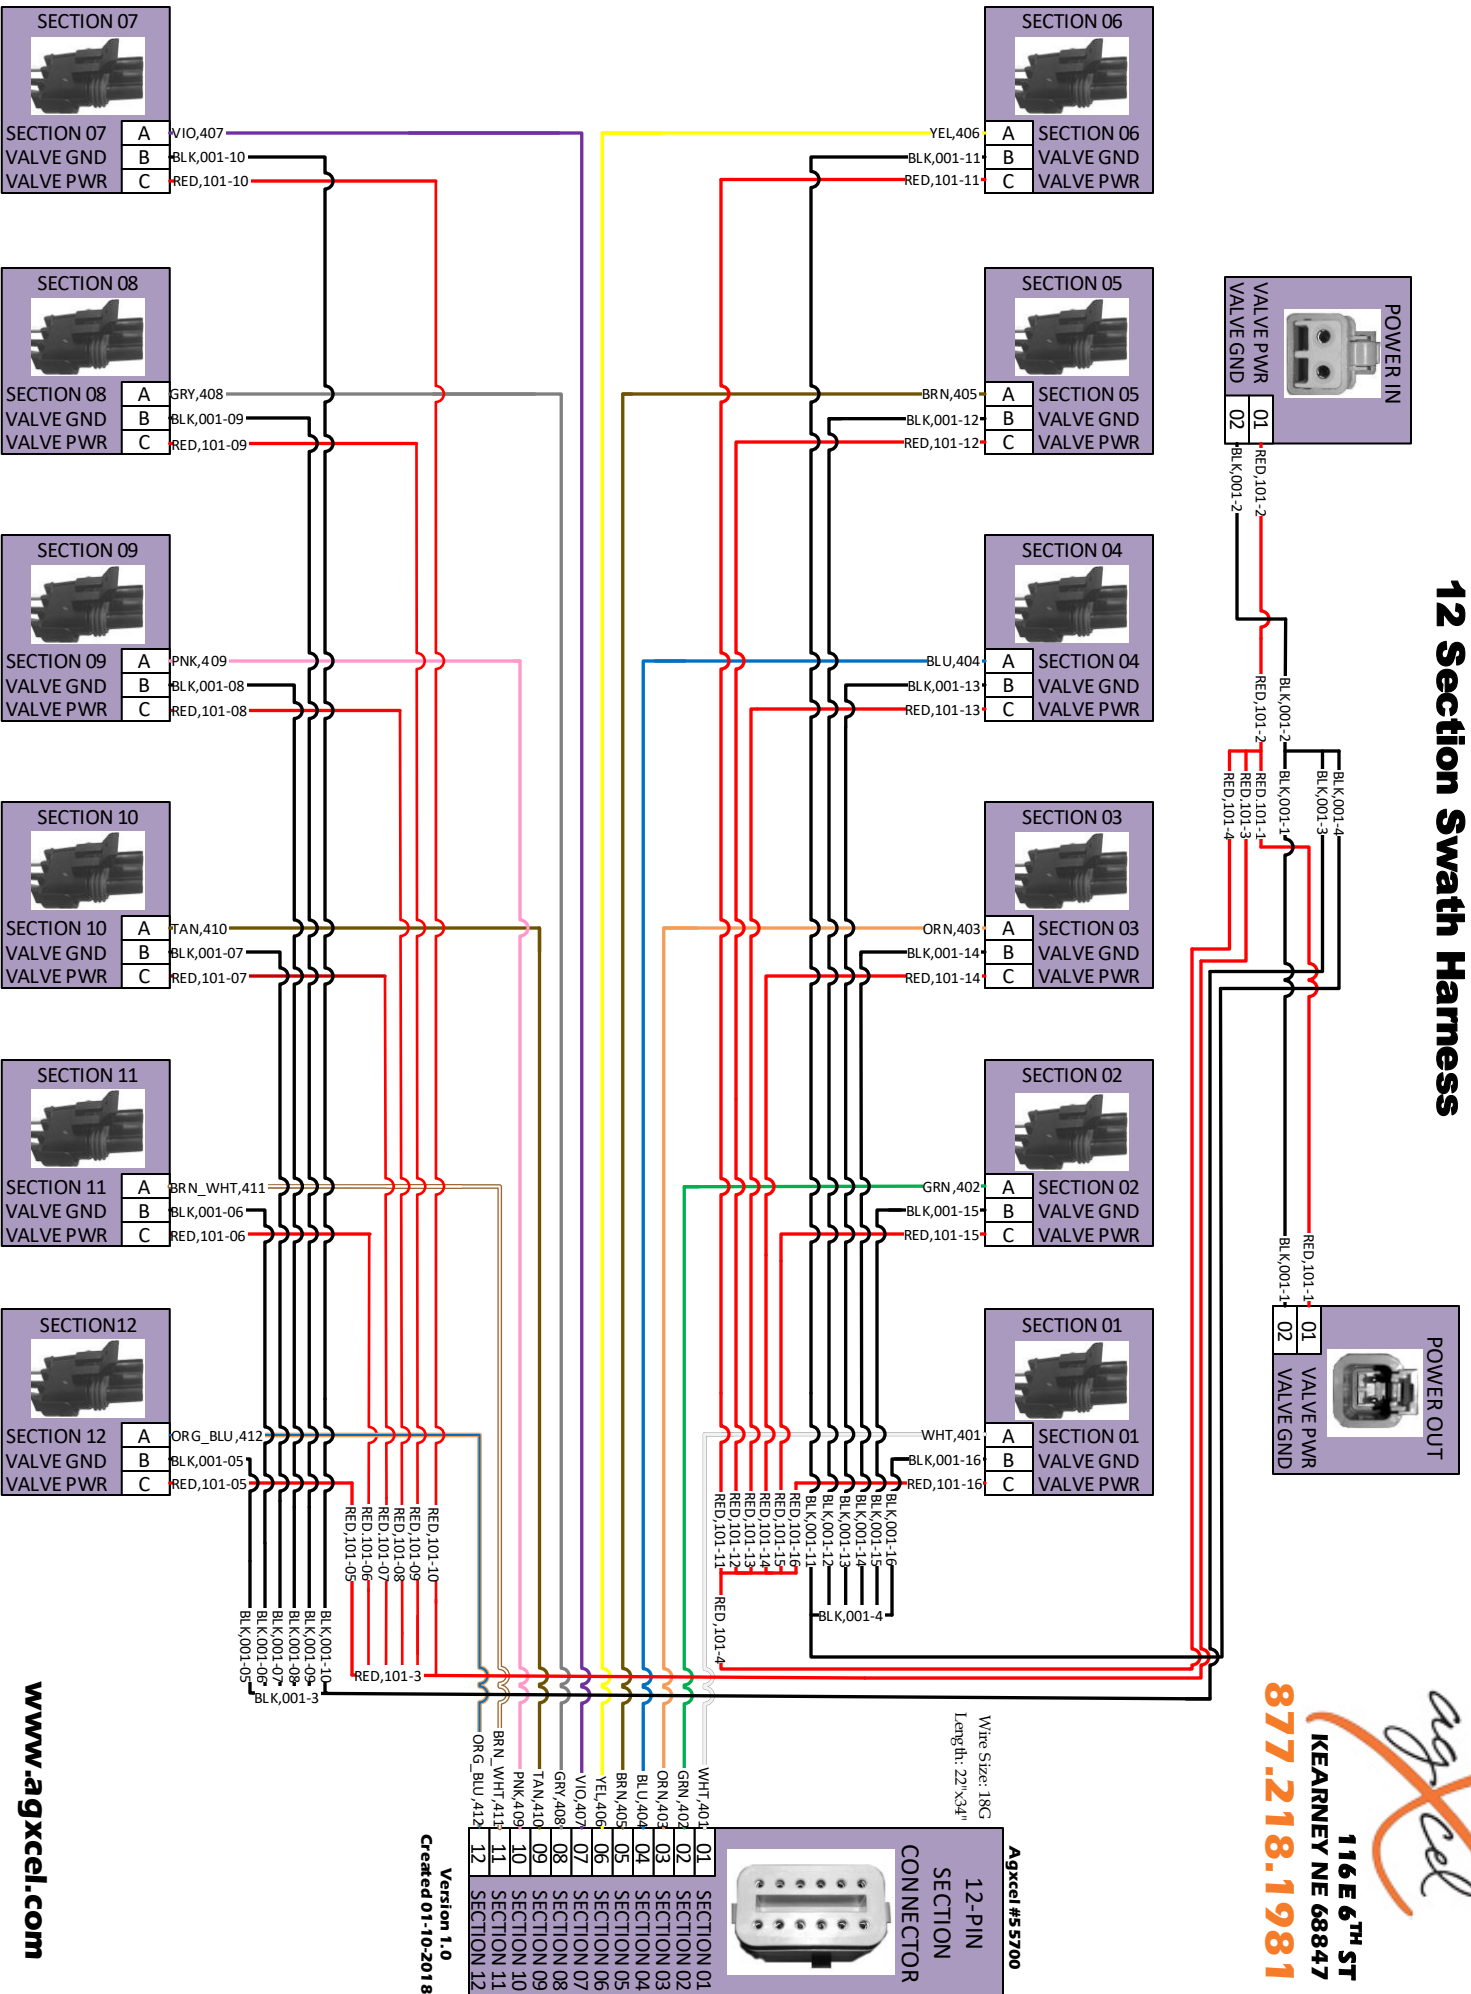 12 Section Swath Harness
SECTION 07
SECTION 07 A VIO,407
VALVE GND B BLK,001-10
VALVE PWR C RED,101-10
SECTION 08
SECTION 08 A GRY,408
VALVE GND B BLK,001-09
VALVE PWR C RED,101-09
SECTION 09
SECTION 09 A PNK,409
VALVE GND B BLK,001-08
VALVE PWR C RED,101-08
SECTION 10
SECTION 10 A TAN,410
VALVE GND B BLK,001-07
VALVE PWR C RED,101-07
SECTION 11
SECTION 11 A BRN_WHT,411
VALVE GND B BLK,001-06
VALVE PWR C RED,101-06
SECTION12
SECTION 12 A ORG_BLU,412
VALVE GND B BLK,001-05
VALVE PWR C RED,101-05
SECTION 06
YEL,406 A SECTION 06
BLK,001-11 B VALVE GND
RED,101-11 C VALVE PWR
SECTION 05
BRN,405 A SECTION 05
BLK,001-12 B VALVE GND
RED,101-12 C VALVE PWR
SECTION 04
BLU,404 A SECTION 04
BLK,001-13 B VALVE GND
RED,101-13 C VALVE PWR
SECTION 03
ORN,403 A SECTION 03
BLK,001-14 B VALVE GND
RED,101-14 C VALVE PWR
SECTION 02
GRN,402 A SECTION 02
BLK,001-15 B VALVE GND
RED,101-15 C VALVE PWR
SECTION 01
WHT,401 A SECTION 01
BLK,001-16 B VALVE GND
RED,101-16 C VALVE PWR
POWER IN
VALVE PWR 01 RED,101-2
VALVE GND 02 BLK,001-2
BLK,001-2
RED,101-2
BLK,001-4
BLK,001-3
BLK,001-1
RED,101-1
RED,101-3
RED,101-4
RED,101-1
BLK,001-1
POWER OUT
01 VALVE PWR
02 VALVE GND
RED,101-10
RED,101-09
RED,101-08
RED,101-07
RED,101-06
RED,101-05
RED,101-3
BLK,001-10
BLK,001-09
BLK,001-08
BLK,001-07
BLK,001-06
BLK,001-05
BLK,001-3
BLK,001-16
BLK,001-15
BLK,001-14
BLK,001-13
BLK,001-12
BLK,001-11
BLK,001-4
RED,101-16
RED,101-15
RED,101-14
RED,101-13
RED,101-12
RED,101-11
RED,101-4
Wire Size: 18G
Length: 22"x34"
Agxcel #55700
12-PIN
SECTION
CONNECTOR
WHT,401 01 SECTION 01
GRN,402 02 SECTION 02
ORN,403 03 SECTION 03
BLU,404 04 SECTION 04
BRN,405 05 SECTION 05
YEL,406 06 SECTION 06
VIO,407 07 SECTION 07
GRY,408 08 SECTION 08
TAN,410 09 SECTION 09
PNK,409 10 SECTION 10
BRN_WHT,411 11 SECTION 11
ORG_BLU,412 12 SECTION 12
Version 1.0
Created 01-10-2018
agXcel
116 E 6TH ST
KEARNEY NE 68847
877.218.1981
www.agxcel.com